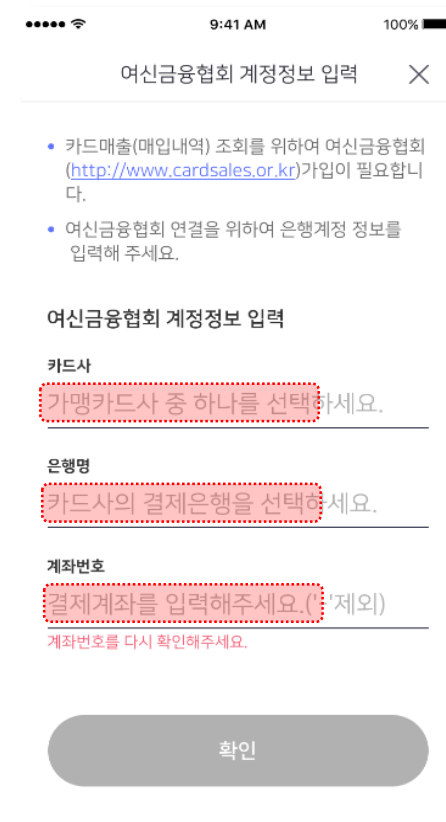 9:41 AM
100%
여신금융협회 계정정보 입력
카드매출(매입내역) 조회를 위하여 여신금융협회
(http://www.cardsales.or.kr)가입이 필요합니
다.
여신금융협회 연결을 위하여 은행계정 정보를
입력해 주세요.
여신금융협회 계정정보 입력
카드사
가맹카드사 중 하나를 선택하세요.
은행명
카드사의 결제은행을 선택하세요.
계좌번호
결제계좌를 입력해주세요.('-'제외)
계좌번호를 다시 확인해주세요.
확인